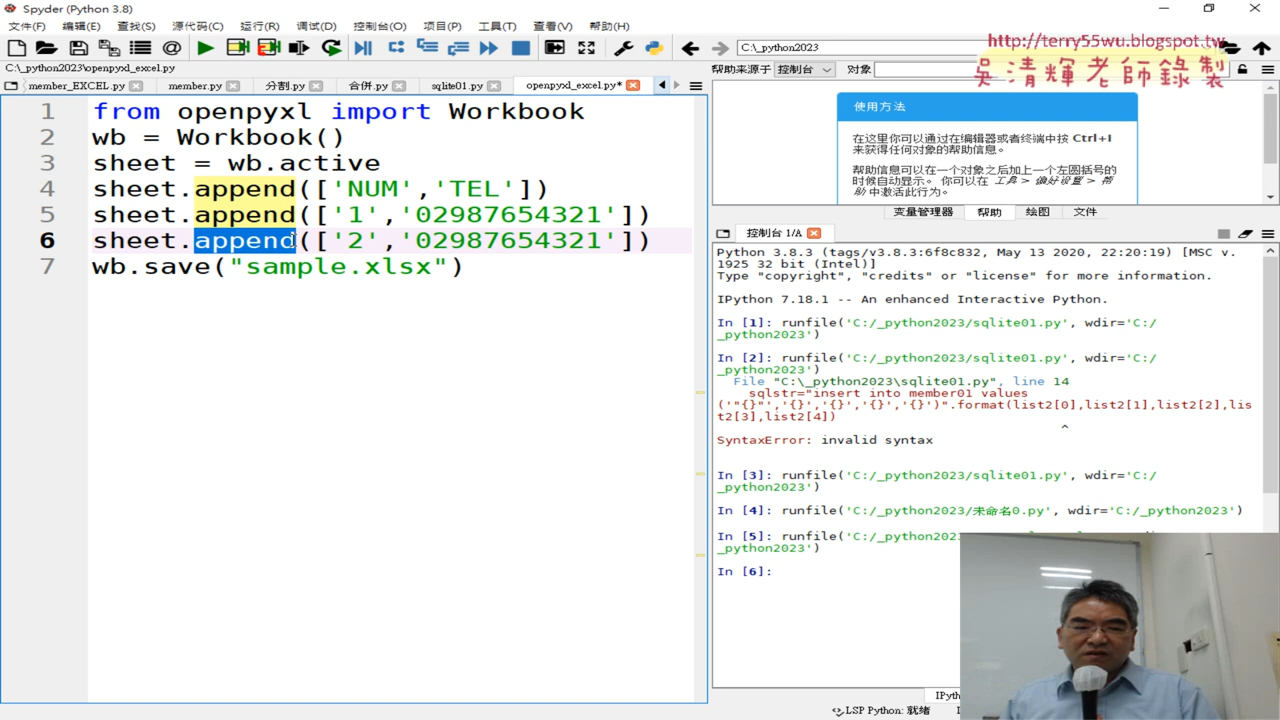 Spyder (Python 3.8)
文件(F) 编辑(E) 查找(S) 源代码(C) 运行(R) 调试(D) 控制台(O) 项目(P) 工具(T) 查看(V) 帮助(H)
C:\_python2023
http://terry55wu.blogspot.tw
吳清輝老師錄製
C:\_python2023\openpyxl_excel.py
帮助来源于 控制台 对象
member_EXCEL.py member.py 分割.py 合併.py sqlite01.py openpyxl_excel.py*
1 from openpyxl import Workbook
2 wb = Workbook()
3 sheet = wb.active
4 sheet.append(['NUM','TEL'])
5 sheet.append(['1','02987654321'])
6 sheet.append(['2','02987654321'])
7 wb.save("sample.xlsx")
使用方法
在这里你可以通过在编辑器或者终端中按 Ctrl+I
来获得任何对象的帮助信息。
帮助信息可以在一个对象之后加上一个左圆括号的
时候自动显示。 你可以在 工具 > 偏好设置 > 帮
助 中激活此行为。
变量管理器 帮助 绘图 文件
控制台 1/A
Python 3.8.3 (tags/v3.8.3:6f8c832, May 13 2020, 22:20:19) [MSC v.
1925 32 bit (Intel)]
Type "copyright", "credits" or "license" for more information.
IPython 7.18.1 -- An enhanced Interactive Python.
In [1]: runfile('C:/_python2023/sqlite01.py', wdir='C:/
_python2023')
In [2]: runfile('C:/_python2023/sqlite01.py', wdir='C:/
_python2023')
File "C:\_python2023\sqlite01.py", line 14
sqlstr="insert into member01 values
('"{}"','{}','{}','{}','{}')".format(list2[0],list2[1],list2[2],lis
t2[3],list2[4])
^
SyntaxError: invalid syntax
In [3]: runfile('C:/_python2023/sqlite01.py', wdir='C:/
_python2023')
In [4]: runfile('C:/_python2023/未命名0.py', wdir='C:/_python2023')
In [5]: runfile('C:/_python2023
_python2023')
In [6]:
IPyth
LSP Python: 就绪